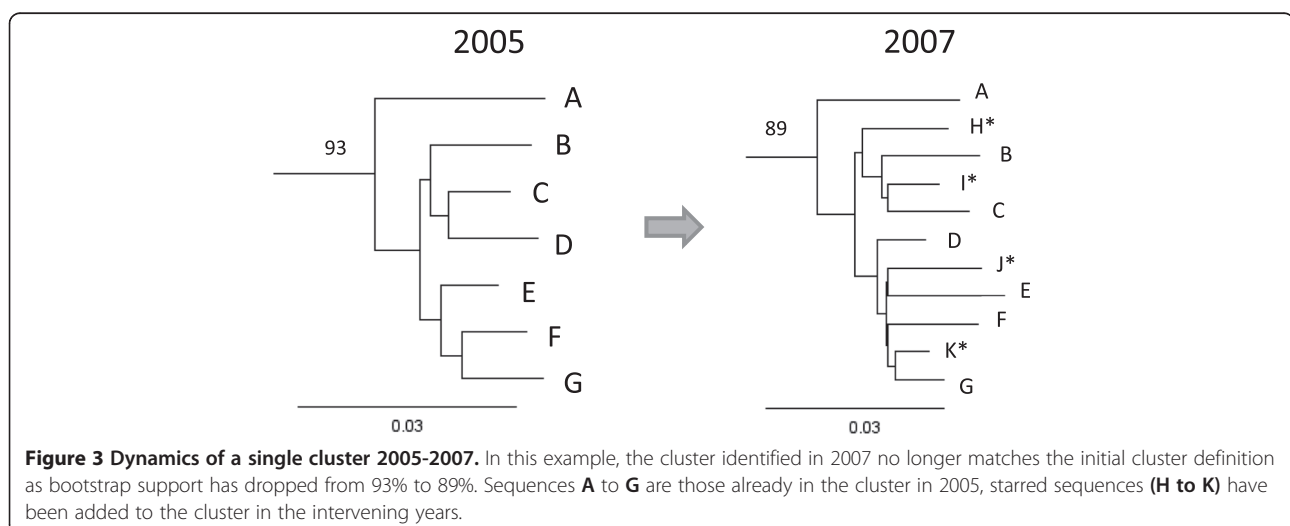 2005
2007
93
A
B
C
D
E
F
G
0.03
89
A
H*
B
I*
C
D
J*
E
F
K*
G
0.03
Figure 3 Dynamics of a single cluster 2005-2007. In this example, the cluster identified in 2007 no longer matches the initial cluster definition
as bootstrap support has dropped from 93% to 89%. Sequences A to G are those already in the cluster in 2005, starred sequences (H to K) have
been added to the cluster in the intervening years.